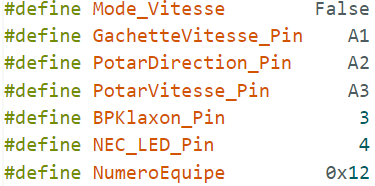 #define Mode_Vitesse False
#define GachetteVitesse_Pin A1
#define PotarDirection_Pin A2
#define PotarVitesse_Pin A3
#define BPKlaxon_Pin 3
#define NEC_LED_Pin 4
#define NumeroEquipe 0x12